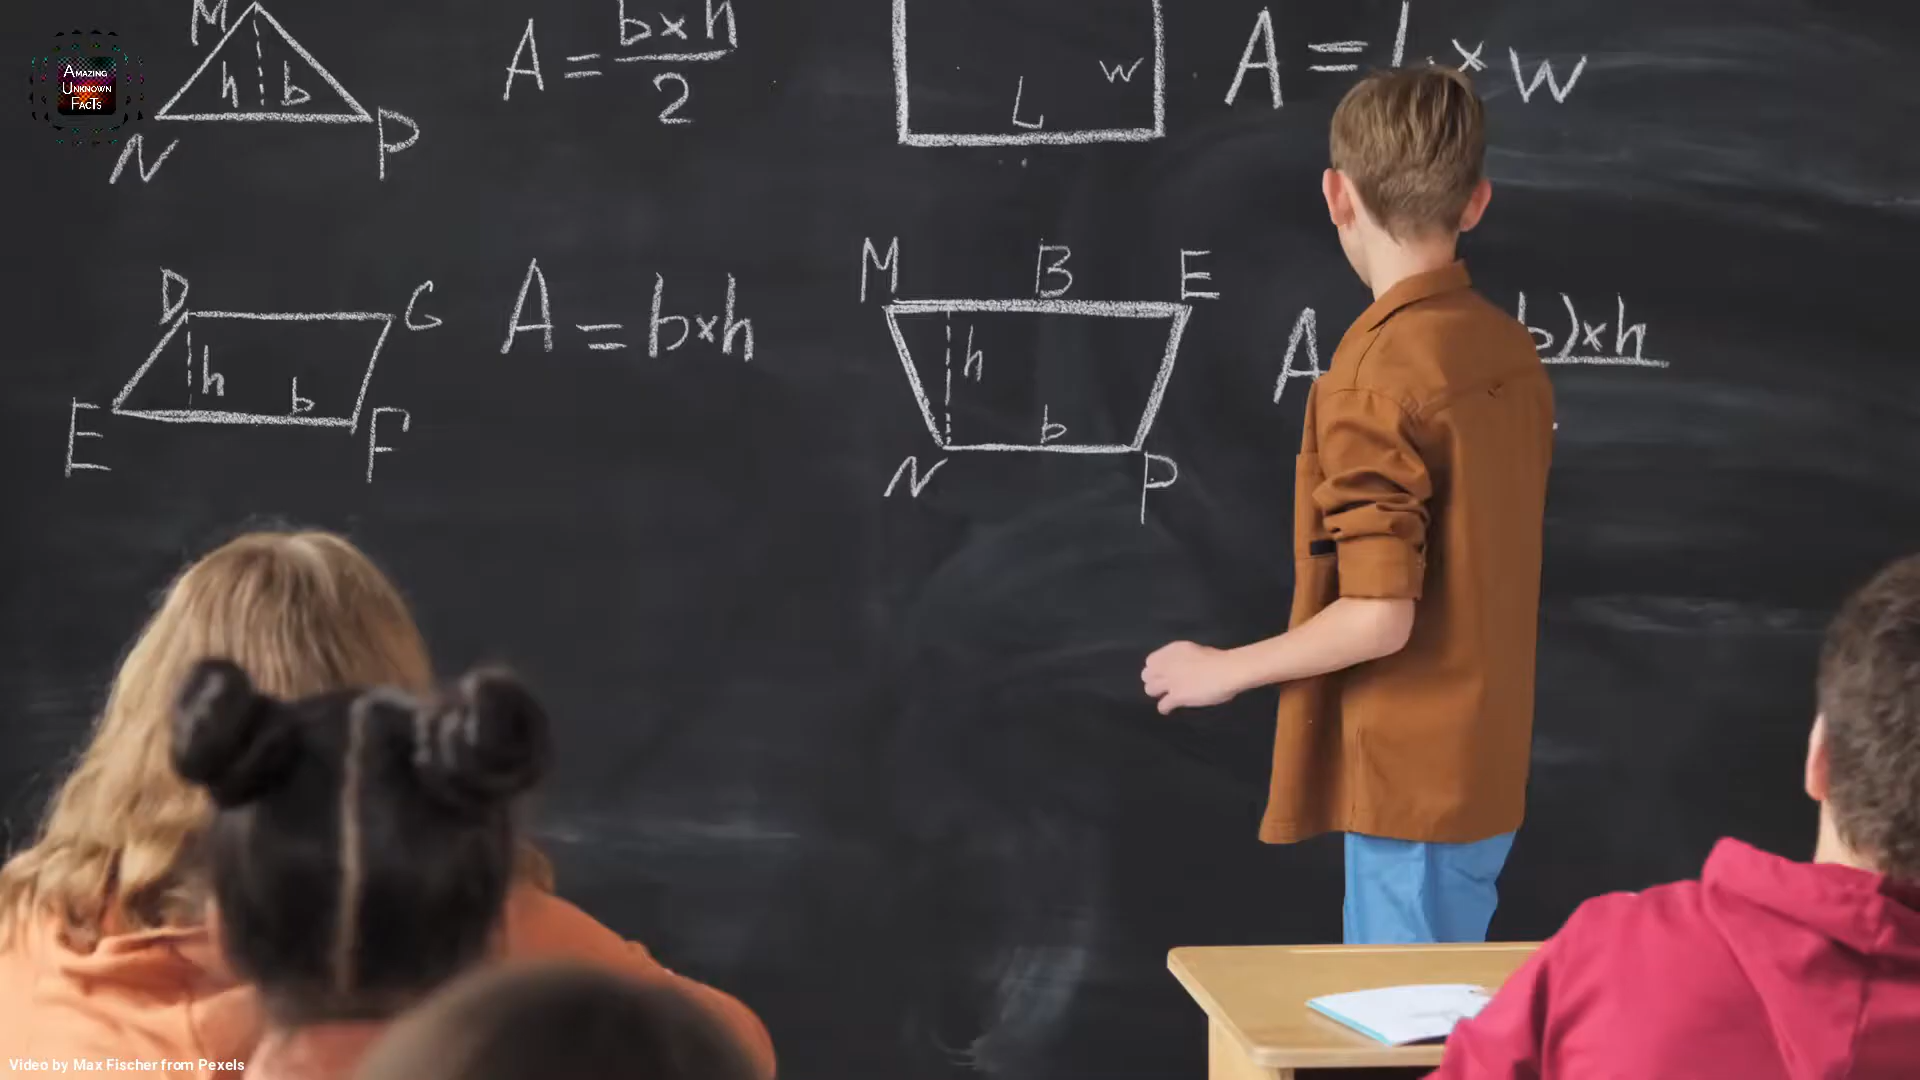 AMAZING
UNKNOWN
FACTS
M
h b
N P
A = b×h
2
L w
A = l × w
D G
h b
E F
A = b×h
M B E
h
b
N P
A b)×h
Video by Max Fischer from Pexels